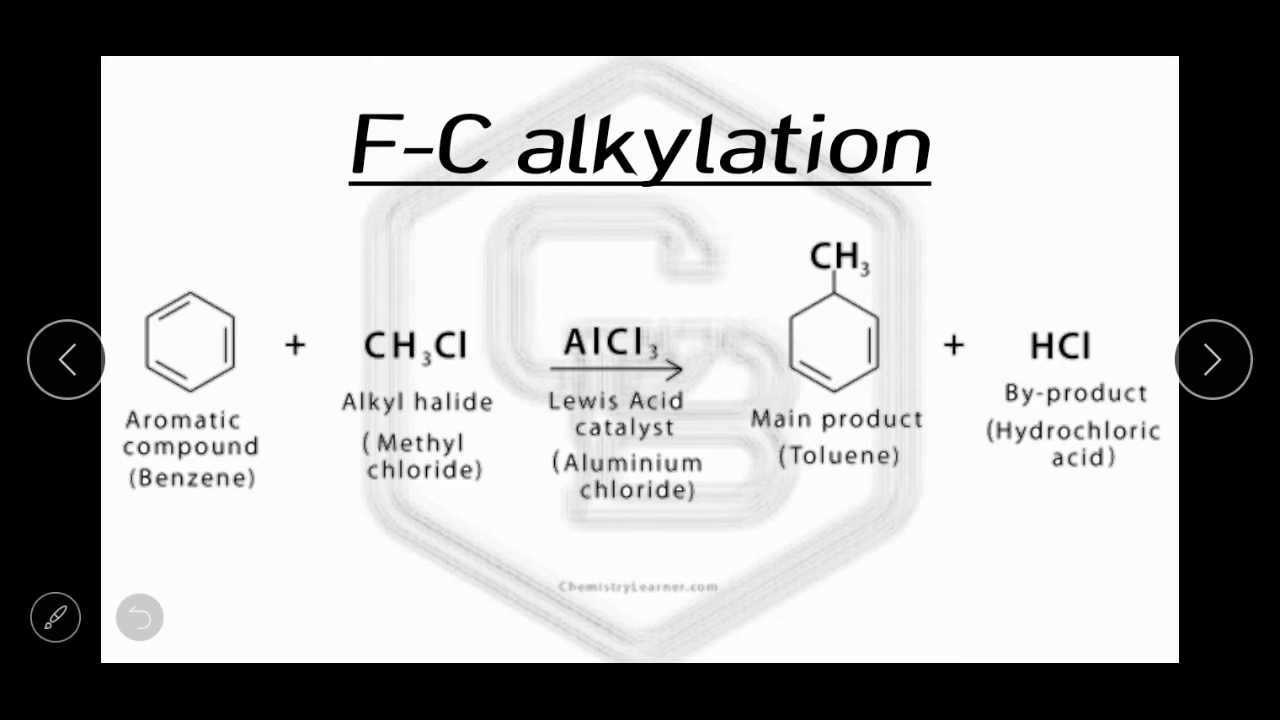 F-C alkylation
CH₃
+ CH₃Cl AlCl₃ + HCl
Aromatic compound
(Benzene)
Alkyl halide
(Methyl chloride)
Lewis Acid catalyst
(Aluminium chloride)
Main product
(Toluene)
By-product
(Hydrochloric acid)
ChemistryLearner.com